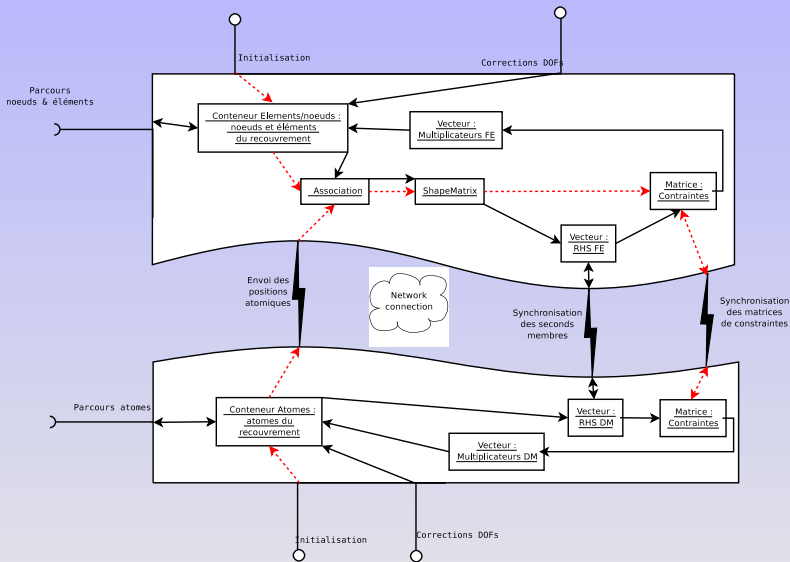 Initialisation
Corrections DOFs
Parcours
noeuds & éléments
Conteneur Elements/noeuds :
noeuds et éléments
du recouvrement
Vecteur :
Multiplicateurs FE
Association
ShapeMatrix
Matrice :
Contraintes
Vecteur :
RHS FE
Envoi des
positions
atomiques
Network
connection
Synchronisation
des seconds
membres
Synchronisation
des matrices
de constraintes
Parcours atomes
Conteneur Atomes :
atomes du
recouvrement
Vecteur :
RHS DM
Matrice :
Contraintes
Vecteur :
Multiplicateurs DM
Initialisation
Corrections DOFs